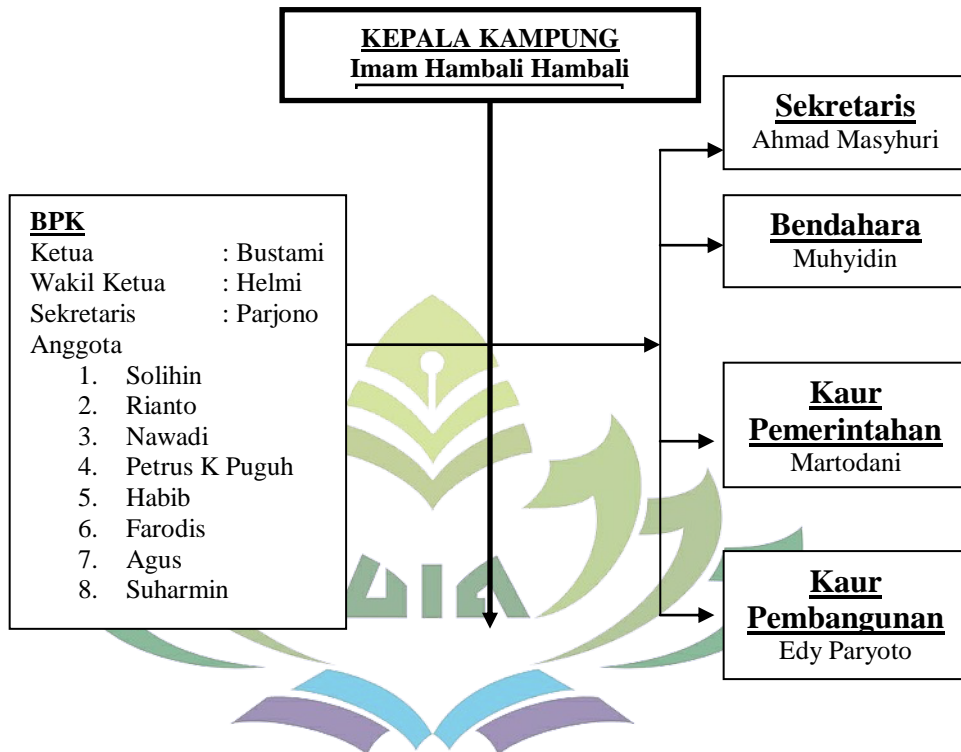 KEPALA KAMPUNG
Imam Hambali Hambali
Sekretaris
Ahmad Masyhuri
Bendahara
Muhyidin
BPK
Ketua : Bustami
Wakil Ketua : Helmi
Sekretaris : Parjono
Anggota
1. Solihin
2. Rianto
3. Nawadi
4. Petrus K Puguh
5. Habib
6. Farodis
7. Agus
8. Suharmin
Kaur
Pemerintahan
Martodani
Kaur
Pembangunan
Edy Paryoto